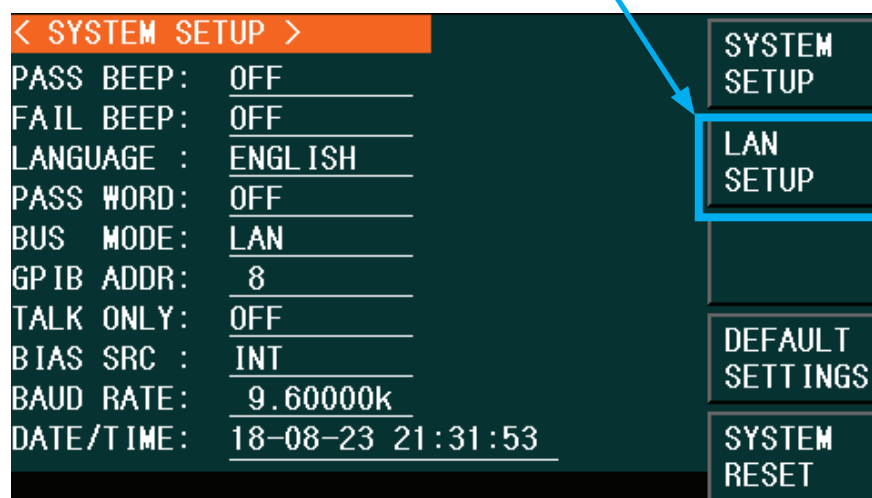 < SYSTEM SETUP >
PASS BEEP: OFF
FAIL BEEP: OFF
LANGUAGE : ENGLISH
PASS WORD: OFF
BUS MODE: LAN
GPIB ADDR: 8
TALK ONLY: OFF
BIAS SRC : INT
BAUD RATE: 9.60000k
DATE/TIME: 18-08-23 21:31:53
SYSTEM
SETUP
LAN
SETUP
DEFAULT
SETTINGS
SYSTEM
RESET